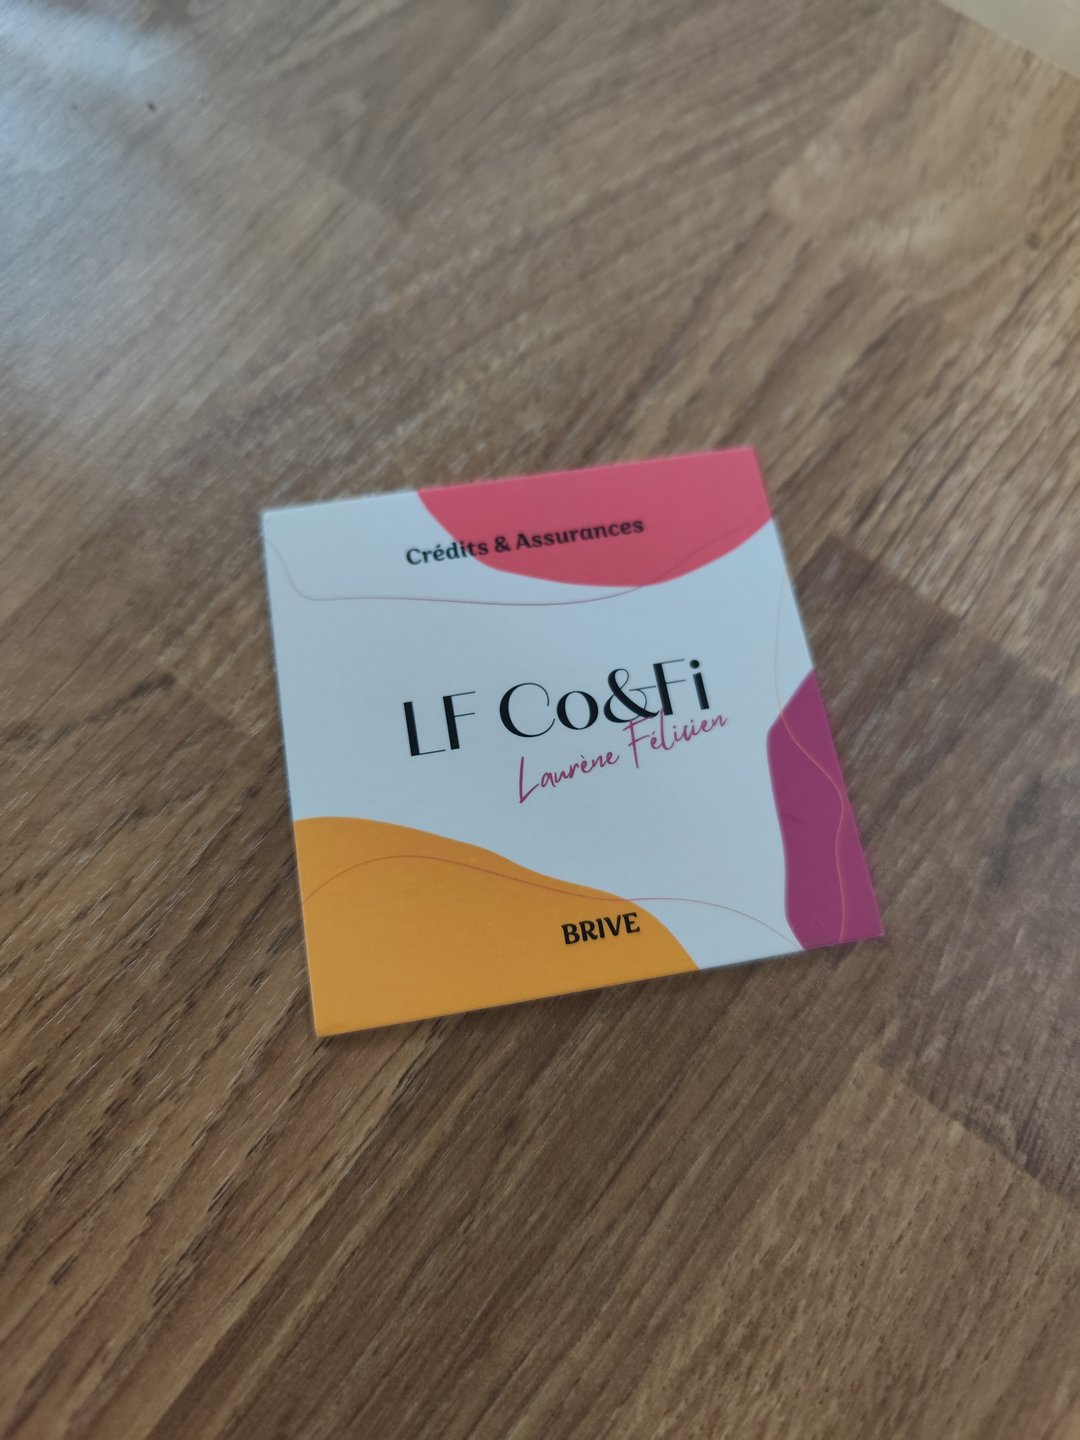 Crédits & Assurances
LF Co&Fi
Laurène Félicien
BRIVE